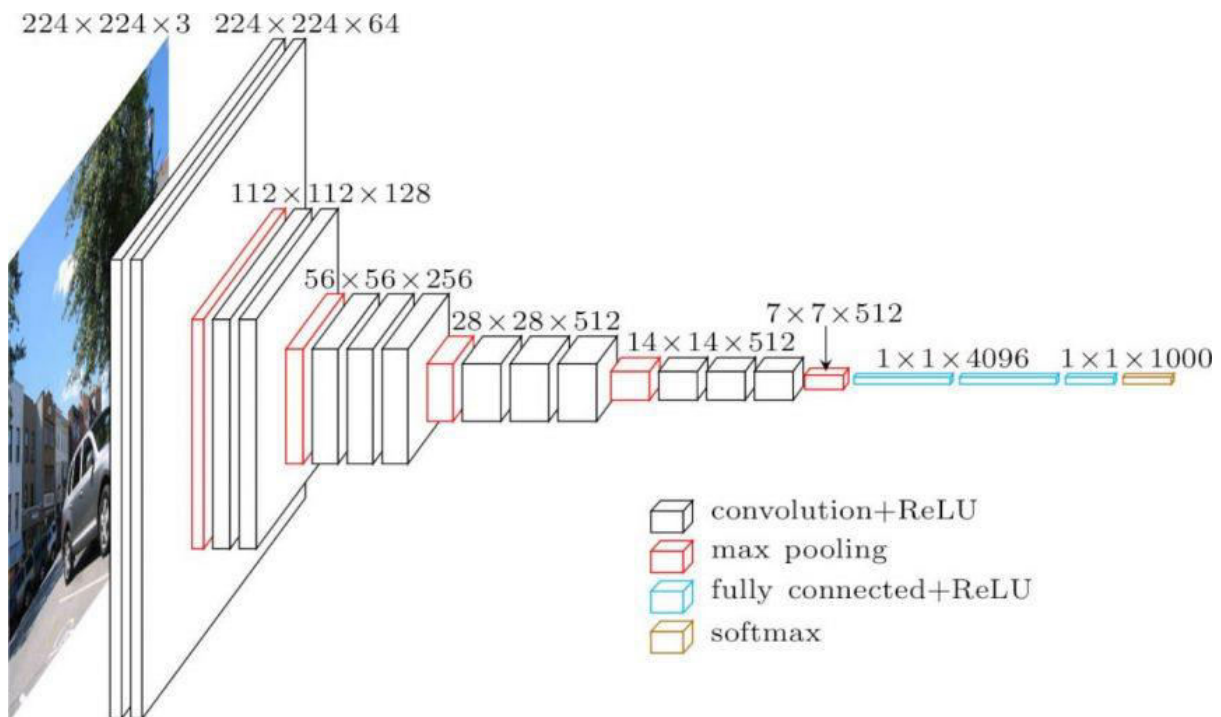 224 × 224 × 3
224 × 224 × 64
112 × 112 × 128
56 × 56 × 256
28 × 28 × 512
14 × 14 × 512
7 × 7 × 512
1 × 1 × 4096
1 × 1 × 1000
convolution+ReLU
max pooling
fully connected+ReLU
softmax